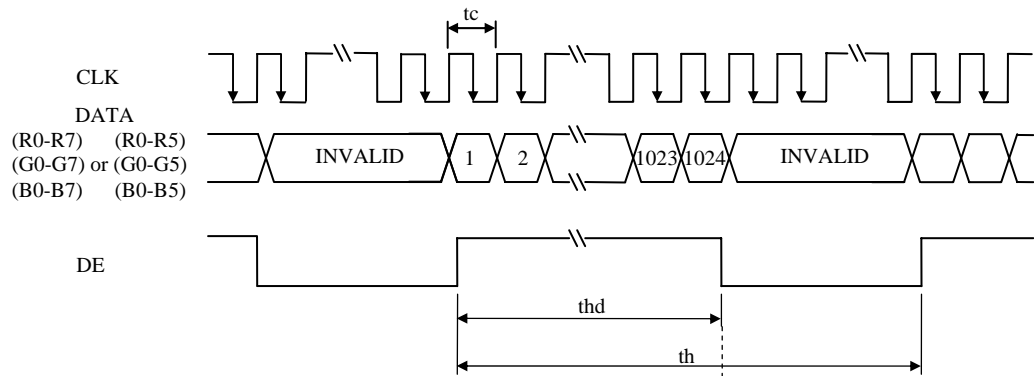 tc
CLK
DATA
(R0-R7) (R0-R5)
(G0-G7) or (G0-G5)
(B0-B7) (B0-B5)
INVALID 1 2 1023 1024 INVALID
DE
thd
th